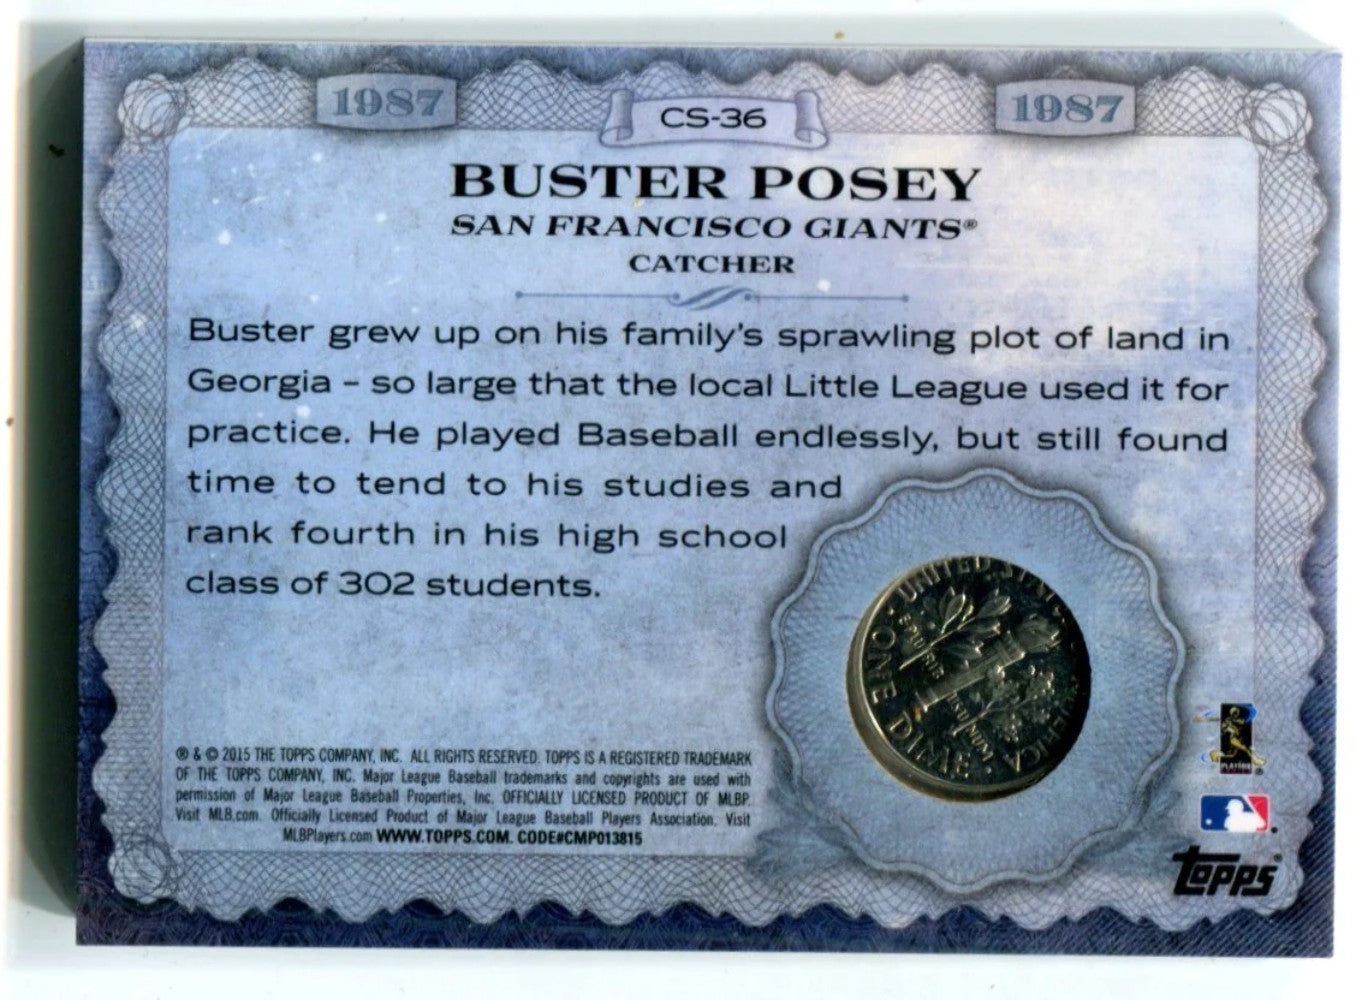 1987
CS-36
1987
BUSTER POSEY
SAN FRANCISCO GIANTS®
CATCHER
Buster grew up on his family's sprawling plot of land in
Georgia – so large that the local Little League used it for
practice. He played Baseball endlessly, but still found
time to tend to his studies and
rank fourth in his high school
class of 302 students.
UNITED STATES OF AMERICA
E PLURIBUS UNUM
ONE DIME
® & © 2015 THE TOPPS COMPANY, INC. ALL RIGHTS RESERVED. TOPPS IS A REGISTERED TRADEMARK
OF THE TOPPS COMPANY, INC. Major League Baseball trademarks and copyrights are used with
permission of Major League Baseball Properties, Inc. OFFICIALLY LICENSED PRODUCT OF MLBP.
Visit MLB.com. Officially Licensed Product of Major League Baseball Players Association. Visit
MLBPlayers.com WWW.TOPPS.COM. CODE#CMP013815
PLAYERS
topps®